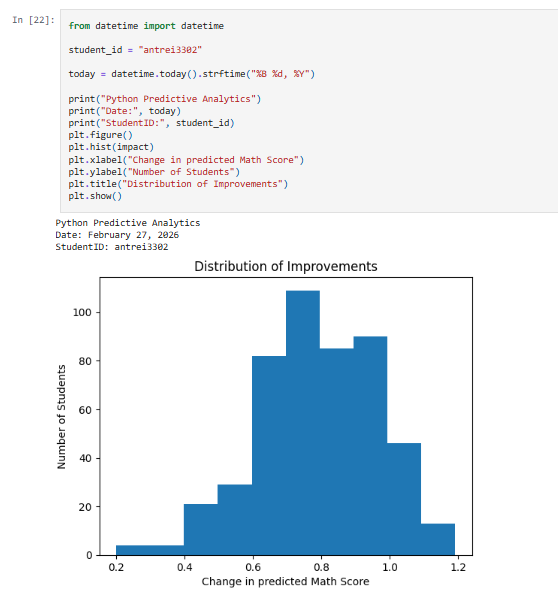 In [22]:
from datetime import datetime
student_id = "antrei3302"
today = datetime.today().strftime("%B %d, %Y")
print("Python Predictive Analytics")
print("Date:", today)
print("StudentID:", student_id)
plt.figure()
plt.hist(impact)
plt.xlabel("Change in predicted Math Score")
plt.ylabel("Number of Students")
plt.title("Distribution of Improvements")
plt.show()
Python Predictive Analytics
Date: February 27, 2026
StudentID: antrei3302
Distribution of Improvements
Number of Students
100
80
60
40
20
0
0.2 0.4 0.6 0.8 1.0 1.2
Change in predicted Math Score